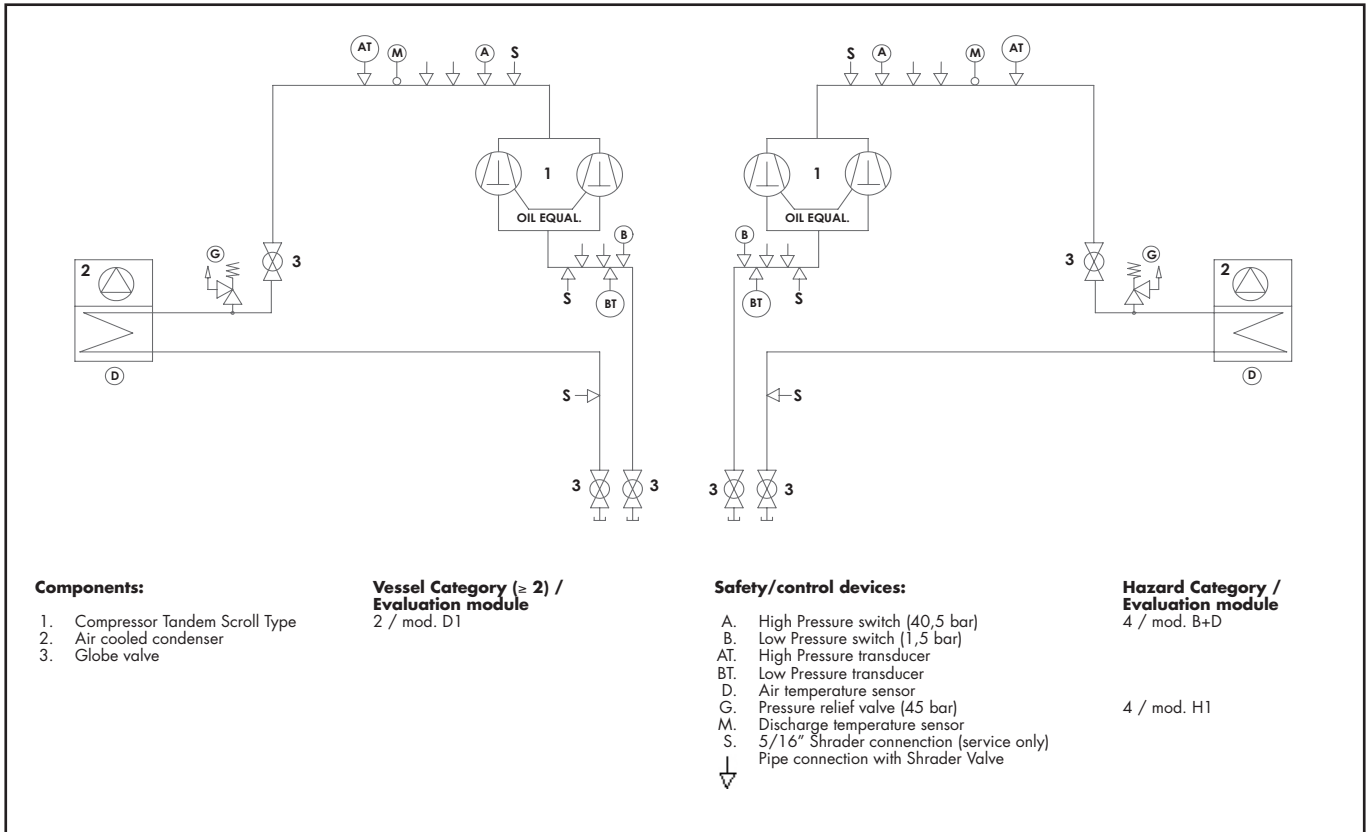 AT M A S S A M AT
1 1
OIL EQUAL. OIL EQUAL.
G 3 B B 3 G
2 2
S BT BT S
D D
S S
3 3 3 3
Components:
1. Compressor Tandem Scroll Type
2. Air cooled condenser
3. Globe valve
Vessel Category (≥ 2) /
Evaluation module
2 / mod. D1
Safety/control devices:
A. High Pressure switch (40,5 bar)
B. Low Pressure switch (1,5 bar)
AT. High Pressure transducer
BT. Low Pressure transducer
D. Air temperature sensor
G. Pressure relief valve (45 bar)
M. Discharge temperature sensor
S. 5/16” Shrader connenction (service only)
Pipe connection with Shrader Valve
Hazard Category /
Evaluation module
4 / mod. B+D
4 / mod. H1